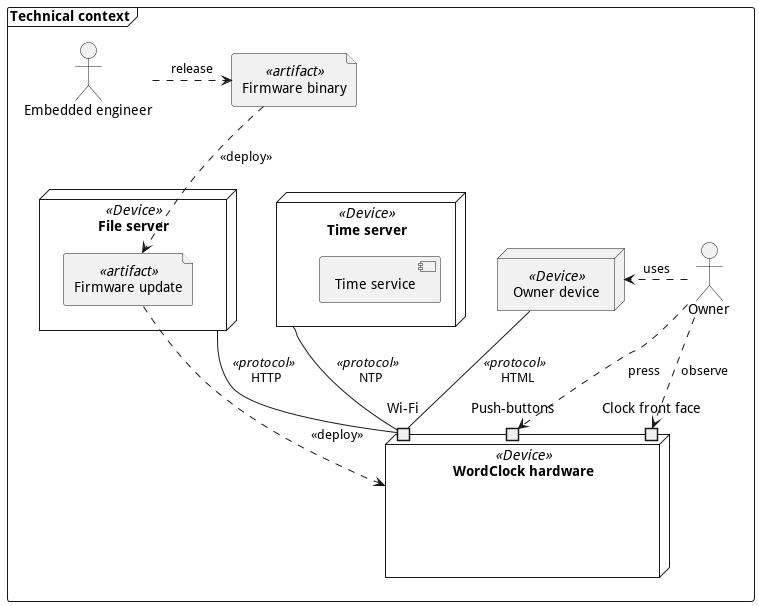 Technical context
release
«artifact»
Firmware binary
Embedded engineer
«deploy»
«Device»
File server
«artifact»
Firmware update
«Device»
Time server
Time service
«Device»
Owner device
uses
Owner
«protocol»
HTTP
«protocol»
NTP
«protocol»
HTML
press
observe
Wi-Fi
Push-buttons
Clock front face
«deploy»
«Device»
WordClock hardware